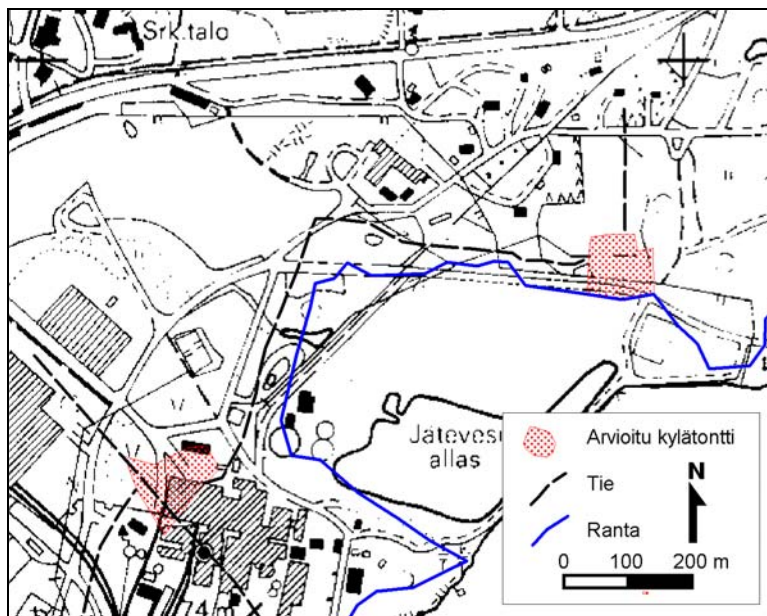 Srk.talo
B
Jätevesi
allas
V
V
Arvioitu kylätontti
Tie
Ranta
N
0 100 200 m